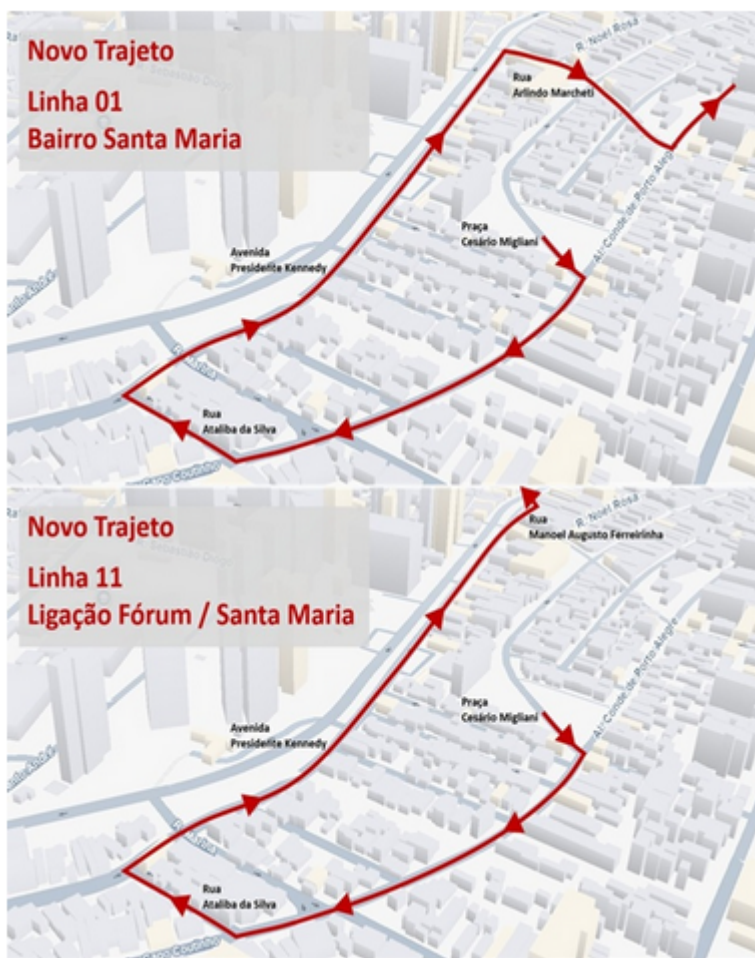 Novo Trajeto
Linha 01
Bairro Santa Maria
R. Noel Rosa
Rua
Arlindo Marcheti
Al. Conde de Porto Alegre
Praça
Cesário Migliani
Avenida
Presidente Kennedy
Rua
Ataliba da Silva
Novo Trajeto
Linha 11
Ligação Fórum / Santa Maria
R. Noel Rosa
Rua
Manoel Augusto Ferreirinha
Al. Conde de Porto Alegre
Praça
Cesário Migliani
Avenida
Presidente Kennedy
Rua
Ataliba da Silva